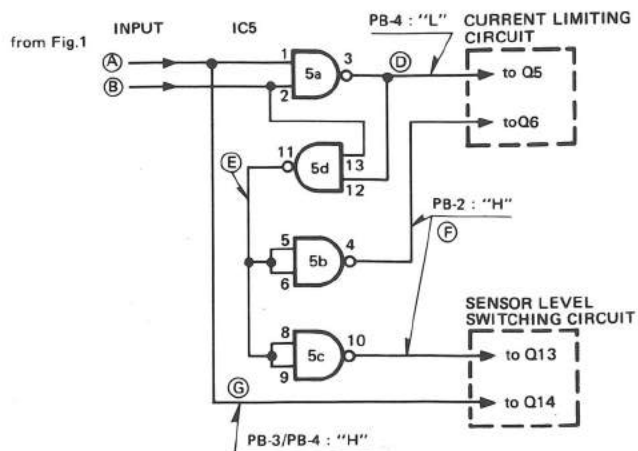 from Fig.1
INPUT
IC5
PB-4 : "L"
CURRENT LIMITING
CIRCUIT
A
1
3
D
5a
to Q5
B
2
toQ6
11
13
5d
12
E
PB-2 : "H"
F
5
4
5b
6
SENSOR LEVEL
SWITCHING CIRCUIT
8
10
5c
to Q13
9
G
to Q14
PB-3/PB-4 : "H"